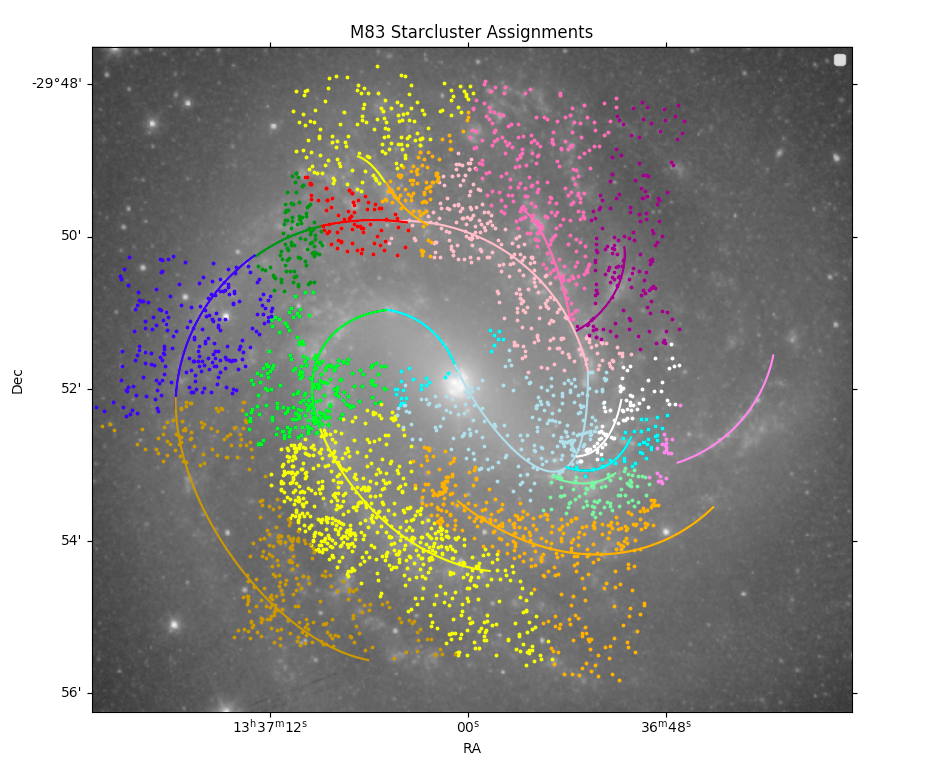 M83 Starcluster Assignments
-29°48'
50'
52'
54'
56'
Dec
13ʰ37ᵐ12ˢ
00ˢ
36ᵐ48ˢ
RA